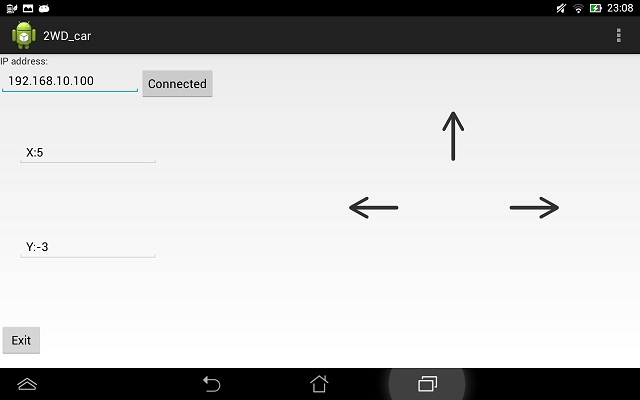 23:08
2WD_car
IP address:
192.168.10.100
Connected
X:5
Y:-3
Exit